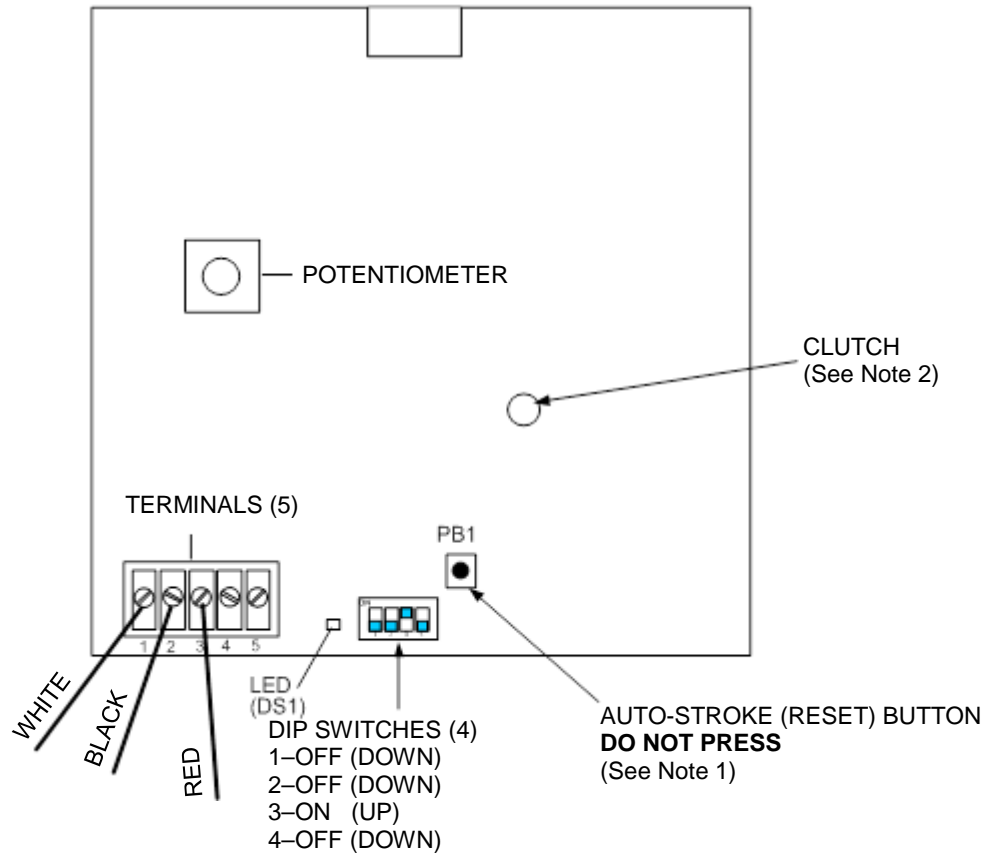 POTENTIOMETER
CLUTCH
(See Note 2)
TERMINALS (5)
PB1
ON
1 2 3 4 5
WHITE
BLACK
RED
LED
(DS1)
DIP SWITCHES (4)
1–OFF (DOWN)
2–OFF (DOWN)
3–ON (UP)
4–OFF (DOWN)
AUTO-STROKE (RESET) BUTTON
DO NOT PRESS
(See Note 1)